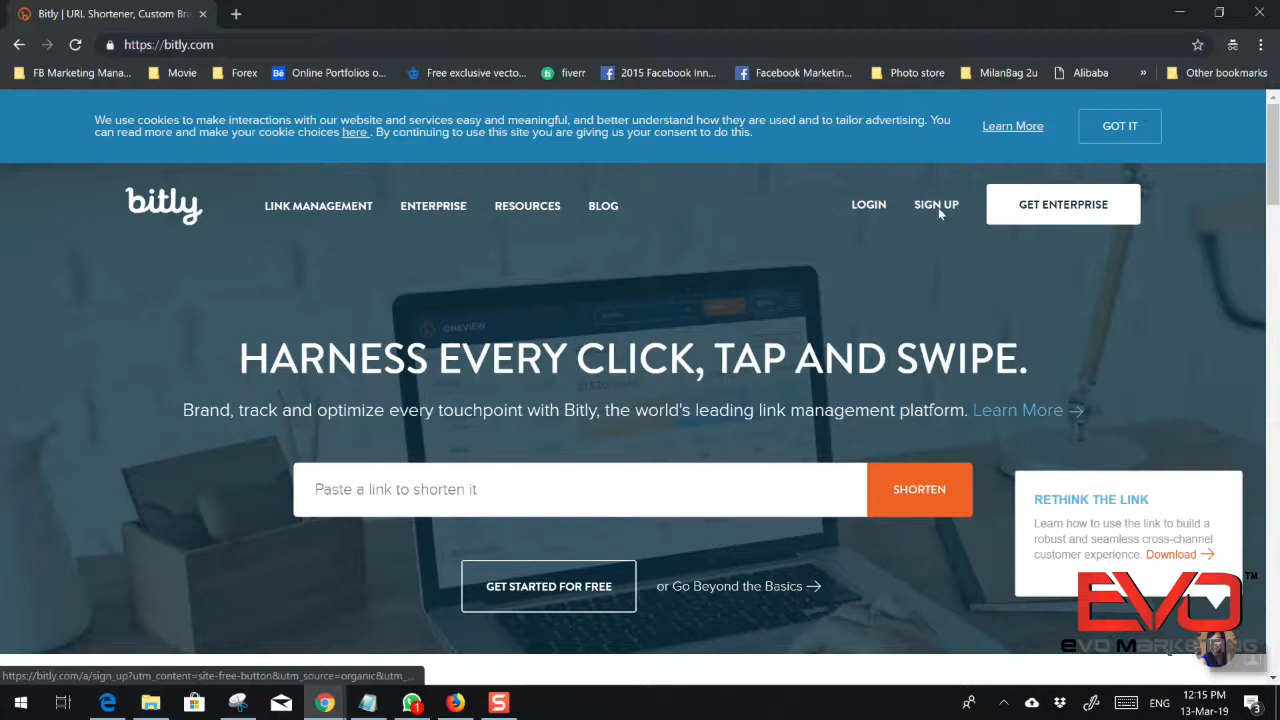 Bitly | URL Shortener, Custom Bra
https://bitly.com
FB Marketing Mana... Movie Forex Bē Online Portfolios o... Free exclusive vecto... fi fiverr f 2015 Facebook Inn... f Facebook Marketin... Photo store MilanBag 2u Alibaba » Other bookmarks
We use cookies to make interactions with our website and services easy and meaningful, and better understand how they are used and to tailor advertising. You
can read more and make your cookie choices here . By continuing to use this site you are giving us your consent to do this.
Learn More
GOT IT
bitly
LINK MANAGEMENT ENTERPRISE RESOURCES BLOG
LOGIN SIGN UP GET ENTERPRISE
ONEVIEW
HARNESS EVERY CLICK, TAP AND SWIPE.
Brand, track and optimize every touchpoint with Bitly, the world's leading link management platform. Learn More →
Paste a link to shorten it
SHORTEN
RETHINK THE LINK
Learn how to use the link to build a
robust and seamless cross-channel
customer experience. Download →
GET STARTED FOR FREE
or Go Beyond the Basics →
EVO™
EVO MARKETING
https://bitly.com/a/sign_up?utm_content=site-free-button&utm_source=organic&utm_...
1
S
ENG
12:15 PM
13-Mar-19
3